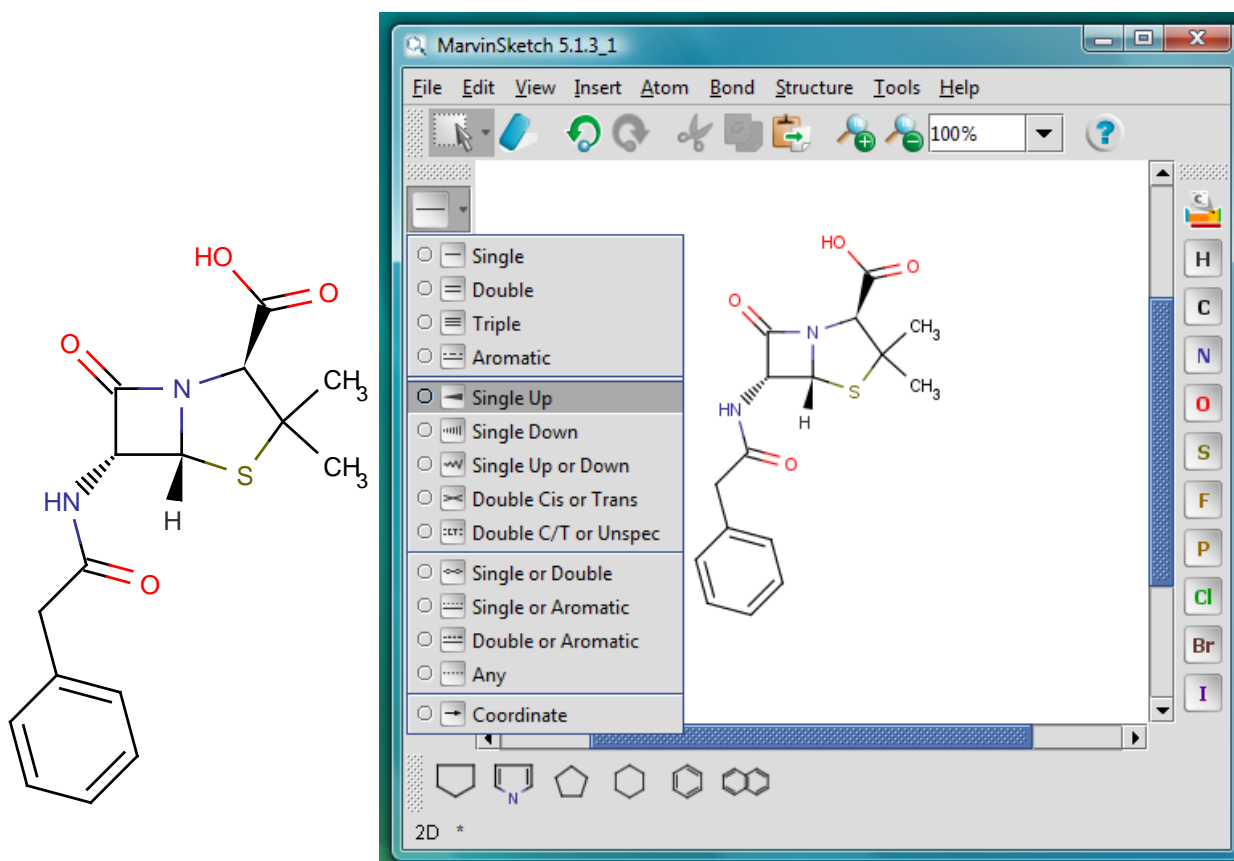 HO
O
O
N
CH3
CH3
S
HN
H
O
MarvinSketch 5.1.3_1
File Edit View Insert Atom Bond Structure Tools Help
100% ?
Single
Double
Triple
Aromatic
Single Up
Single Down
Single Up or Down
Double Cis or Trans
Double C/T or Unspec
Single or Double
Single or Aromatic
Double or Aromatic
Any
Coordinate
HO
O
O
N
CH3
CH3
S
HN
H
O
C
H
C
N
O
S
F
P
Cl
Br
I
N
2D *